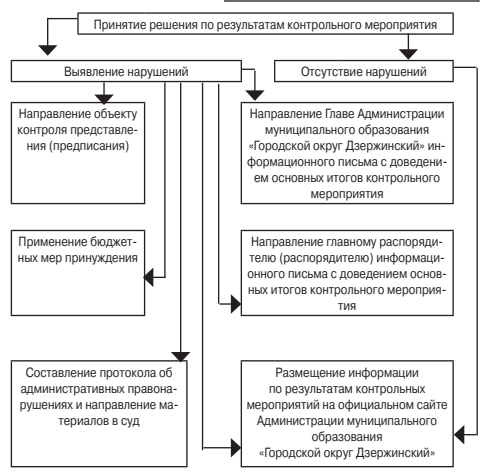 Принятие решения по результатам контрольного мероприятия
Выявление нарушений
Отсутствие нарушений
Направление объекту
контроля представле-
ния (предписания)
Направление Главе Администрации
муниципального образования
«Городской округ Дзержинский» ин-
формационного письма с доведени-
ем основных итогов контрольного
мероприятия
Применение бюджет-
ных мер принуждения
Направление главному распоряди-
телю (распорядителю) информаци-
онного письма с доведением основ-
ных итогов контрольного мероприя-
тия
Составление протокола об
административных правона-
рушениях и направление ма-
териалов в суд
Размещение информации
по результатам контрольных
мероприятий на официальном сайте
Администрации муниципального
образования
«Городской округ Дзержинский»